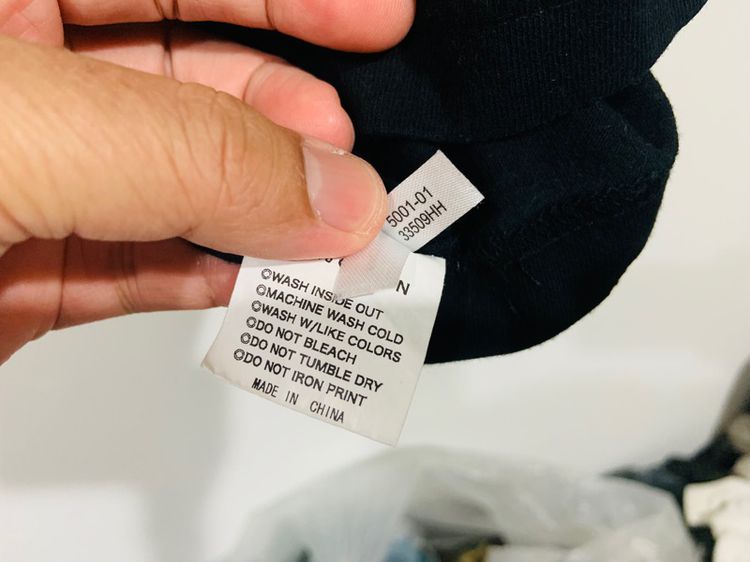 5001-01
33509HH
N
©WASH INSIDE OUT
©MACHINE WASH COLD
©WASH W/LIKE COLORS
©DO NOT BLEACH
©DO NOT TUMBLE DRY
©DO NOT IRON PRINT
MADE IN CHINA